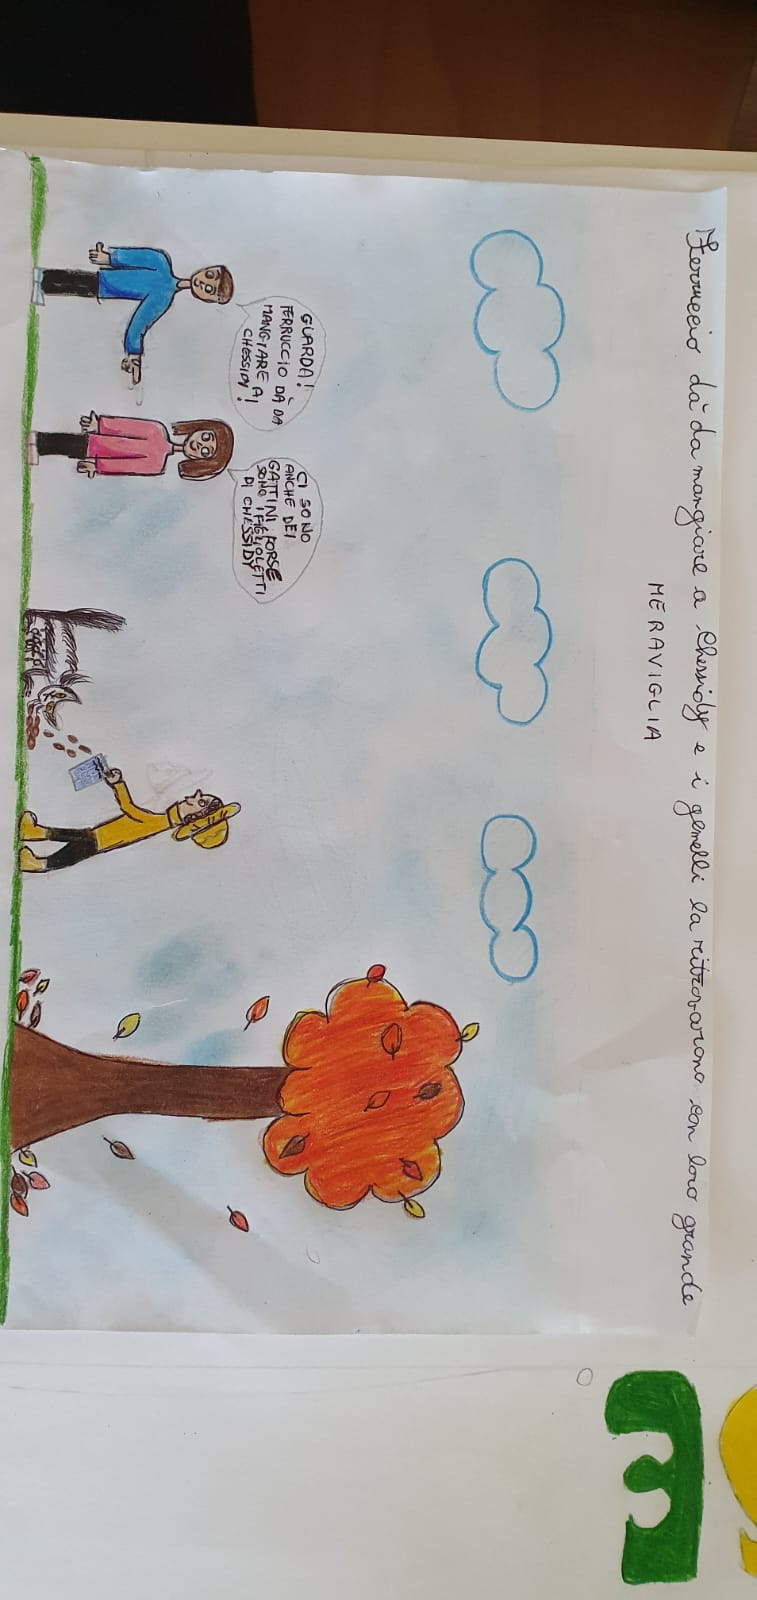 Ferruccio dà da mangiare a Chessidy e i gemelli la ritrovarono con loro grande
MERAVIGLIA
GUARDA!
FERRUCCIO DÀ DA
MANGIARE A
CHESSIDY!
CI SONO
ANCHE DEI
GATTINI, FORSE
SONO I FIGLIOLETTI
DI CHESSIDY
E